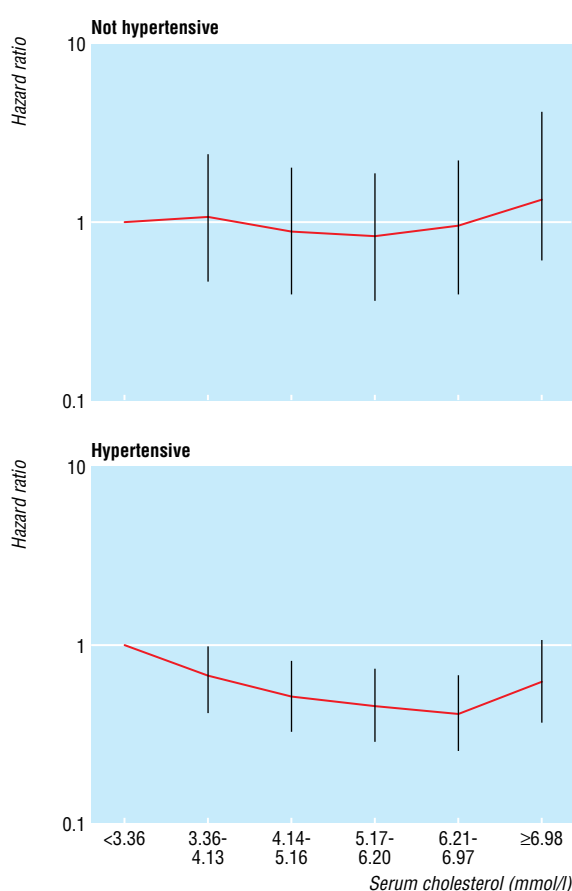 Not hypertensive
Hazard ratio
10
1
0.1
Hypertensive
Hazard ratio
10
1
0.1
<3.36 3.36- 4.14- 5.17- 6.21- ≥6.98
4.13 5.16 6.20 6.97
Serum cholesterol (mmol/l)